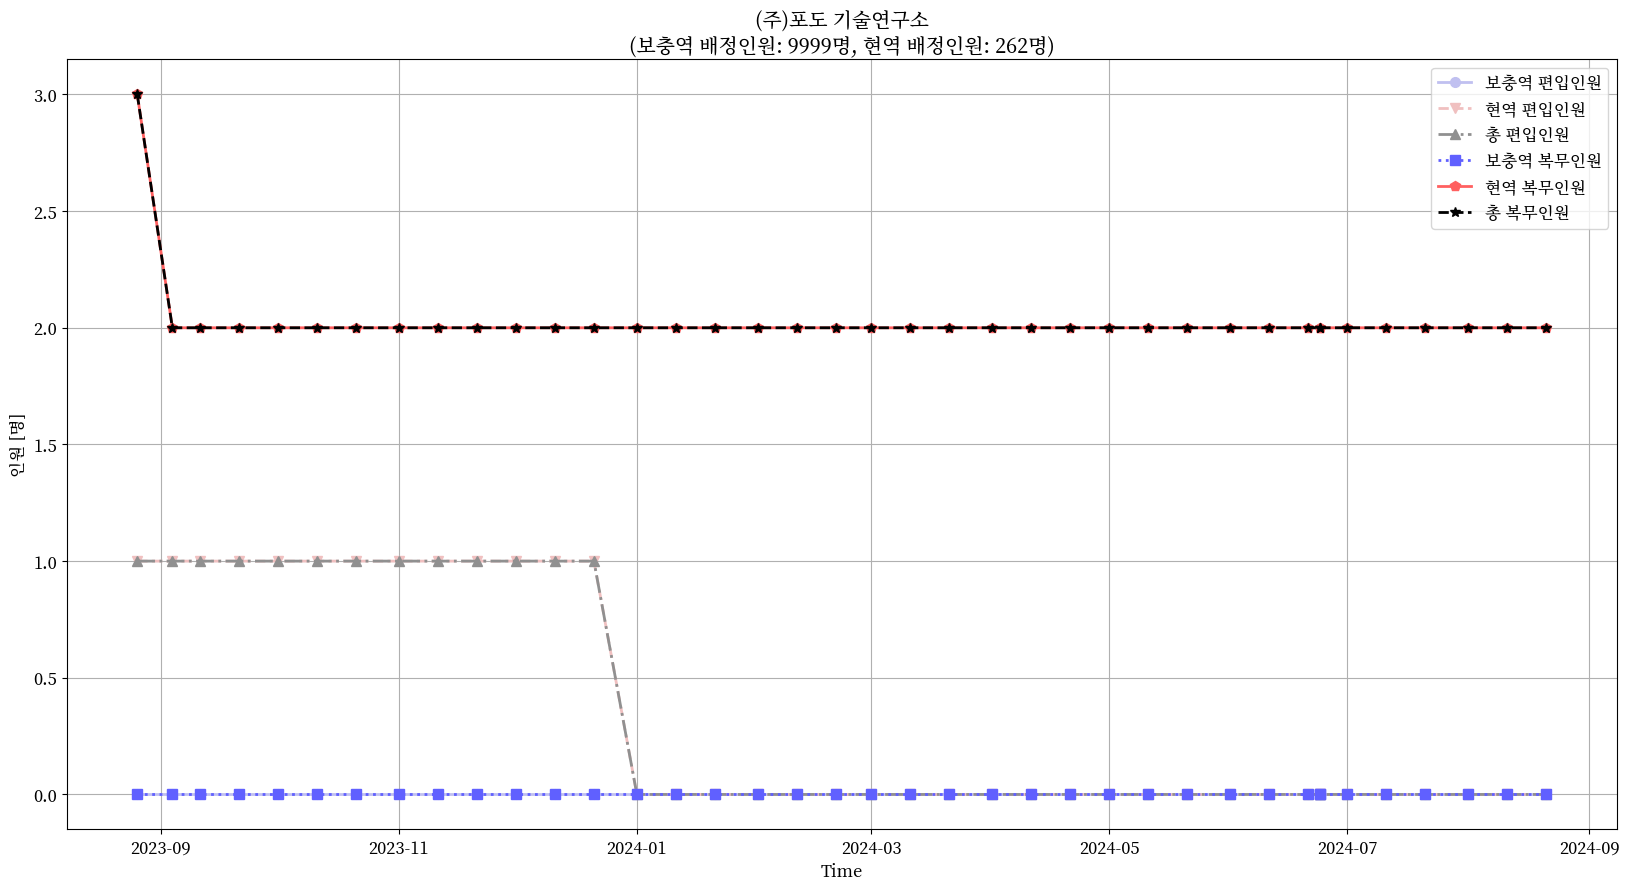 (주)포도 기술연구소
(보충역 배정인원: 9999명, 현역 배정인원: 262명)
보충역 편입인원
현역 편입인원
총 편입인원
보충역 복무인원
현역 복무인원
총 복무인원
3.0
2.5
2.0
1.5
1.0
0.5
0.0
인원 [명]
2023-09
2023-11
2024-01
2024-03
2024-05
2024-07
2024-09
Time